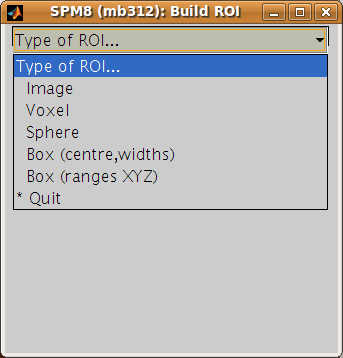 SPM8 (mb312): Build ROI
Type of ROI...
Type of ROI...
Image
Voxel
Sphere
Box (centre,widths)
Box (ranges XYZ)
* Quit